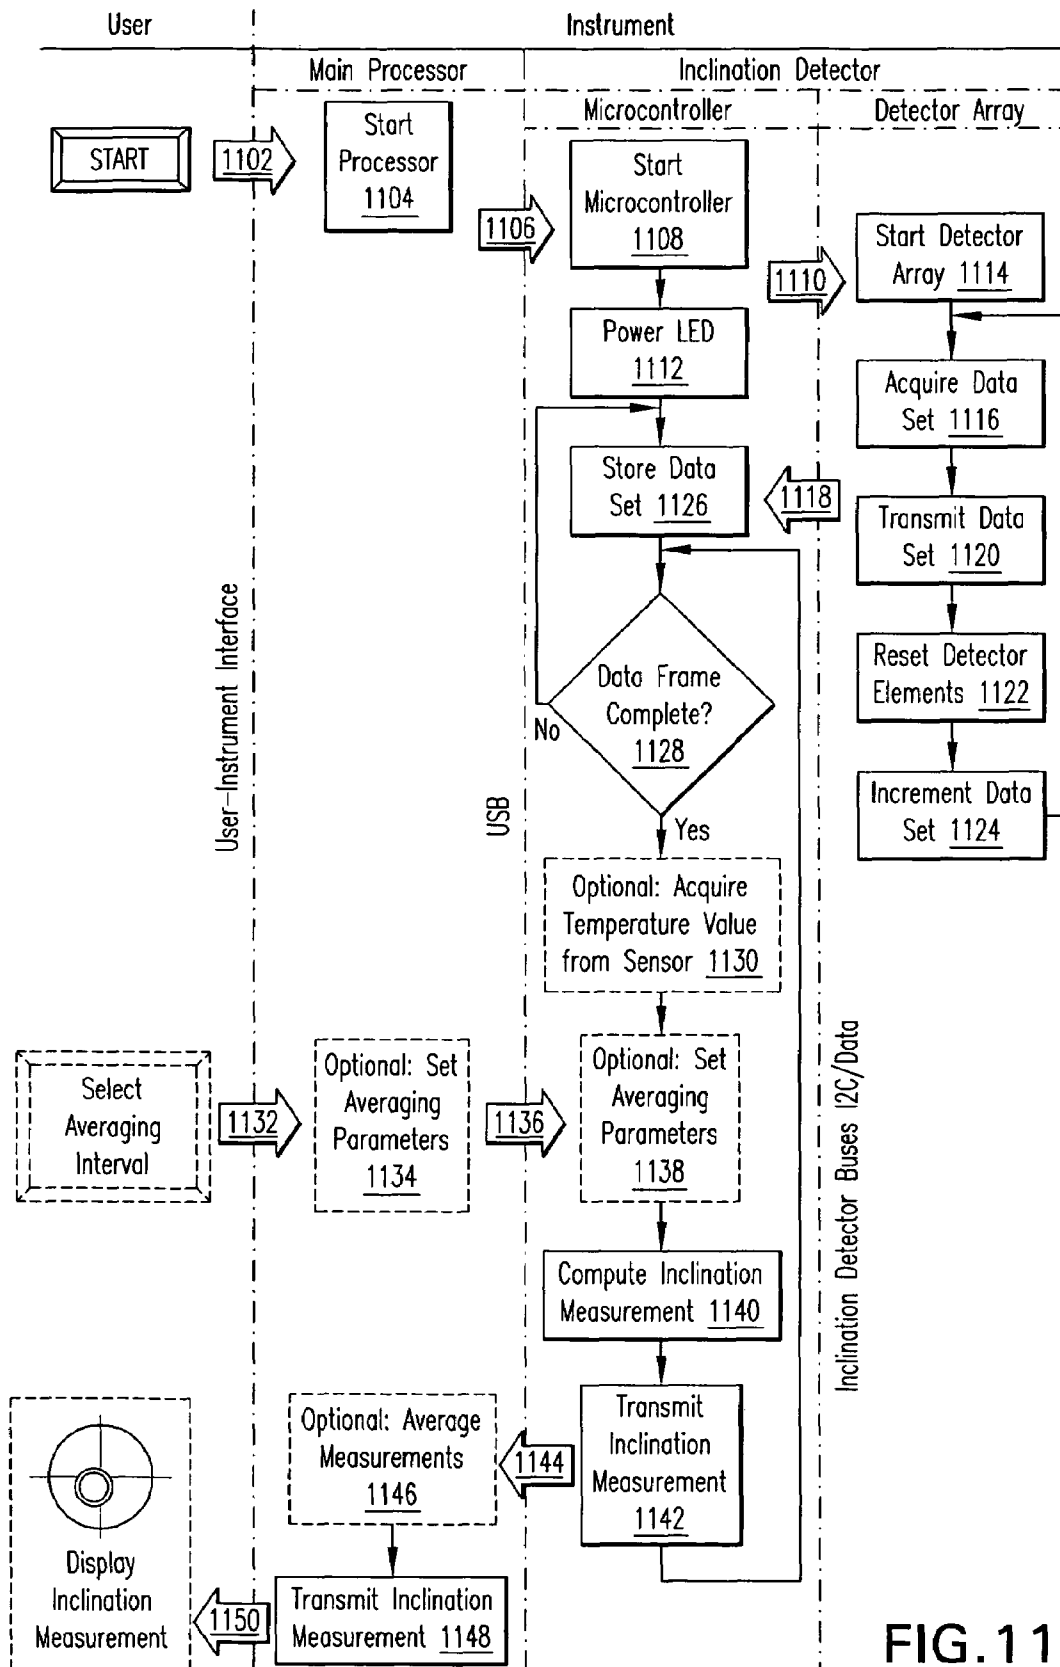 User
Instrument
Main Processor
Inclination Detector
Microcontroller
Detector Array
START
1102
Start
Processor
1104
1106
Start
Microcontroller
1108
1110
Start Detector
Array 1114
Power LED
1112
Acquire Data
Set 1116
Store Data
Set 1126
1118
Transmit Data
Set 1120
Reset Detector
Elements 1122
Increment Data
Set 1124
Data Frame
Complete?
1128
No
Yes
User-Instrument Interface
USB
Inclination Detector Buses I2C/Data
Optional: Acquire
Temperature Value
from Sensor 1130
Select
Averaging
Interval
1132
Optional: Set
Averaging
Parameters
1134
1136
Optional: Set
Averaging
Parameters
1138
Compute Inclination
Measurement 1140
Transmit
Inclination
Measurement
1142
1144
Optional: Average
Measurements
1146
Transmit Inclination
Measurement 1148
1150
Display
Inclination
Measurement
FIG.11